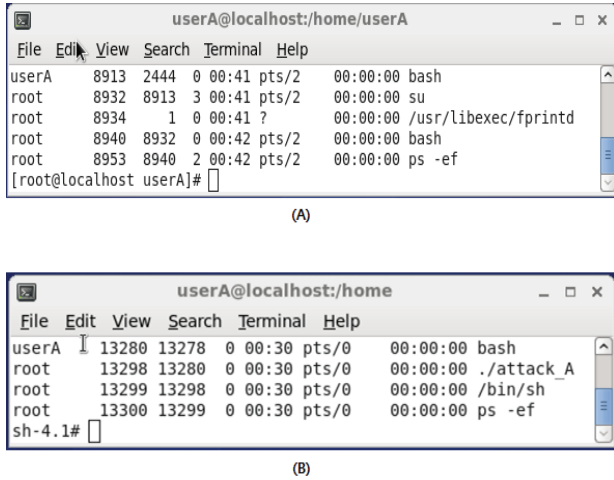 userA@localhost:/home/userA
File Edit View Search Terminal Help
userA 8913 2444 0 00:41 pts/2 00:00:00 bash
root 8932 8913 3 00:41 pts/2 00:00:00 su
root 8934 1 0 00:41 ? 00:00:00 /usr/libexec/fprintd
root 8940 8932 0 00:42 pts/2 00:00:00 bash
root 8953 8940 2 00:42 pts/2 00:00:00 ps -ef
[root@localhost userA]#
(A)
userA@localhost:/home
File Edit View Search Terminal Help
userA 13280 13278 0 00:30 pts/0 00:00:00 bash
root 13298 13280 0 00:30 pts/0 00:00:00 ./attack_A
root 13299 13298 0 00:30 pts/0 00:00:00 /bin/sh
root 13300 13299 0 00:30 pts/0 00:00:00 ps -ef
sh-4.1#
(B)